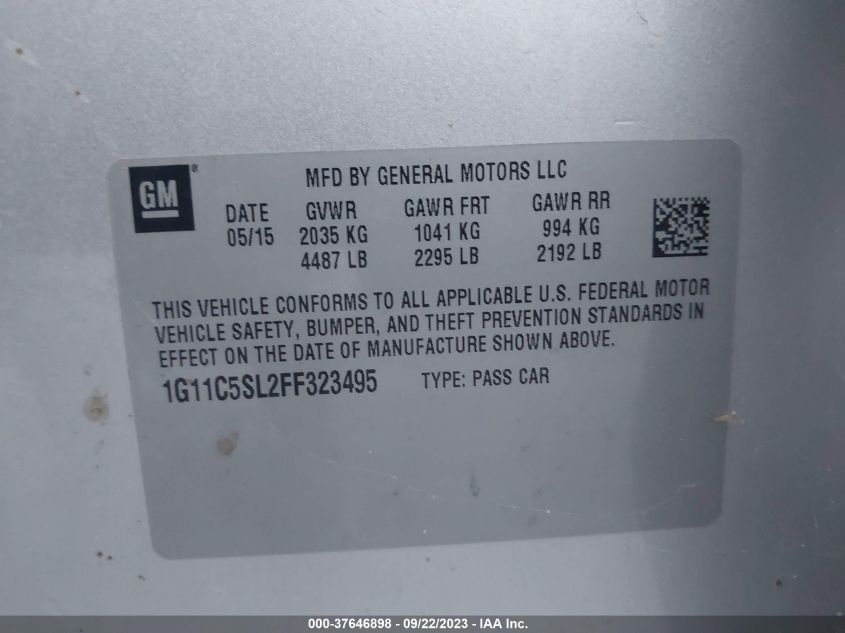 GM ®
MFD BY GENERAL MOTORS LLC
DATE GVWR GAWR FRT GAWR RR
05/15 2035 KG 1041 KG 994 KG
4487 LB 2295 LB 2192 LB
THIS VEHICLE CONFORMS TO ALL APPLICABLE U.S. FEDERAL MOTOR
VEHICLE SAFETY, BUMPER, AND THEFT PREVENTION STANDARDS IN
EFFECT ON THE DATE OF MANUFACTURE SHOWN ABOVE.
1G11C5SL2FF323495 TYPE: PASS CAR
000-37646898 - 09/22/2023 - IAA Inc.